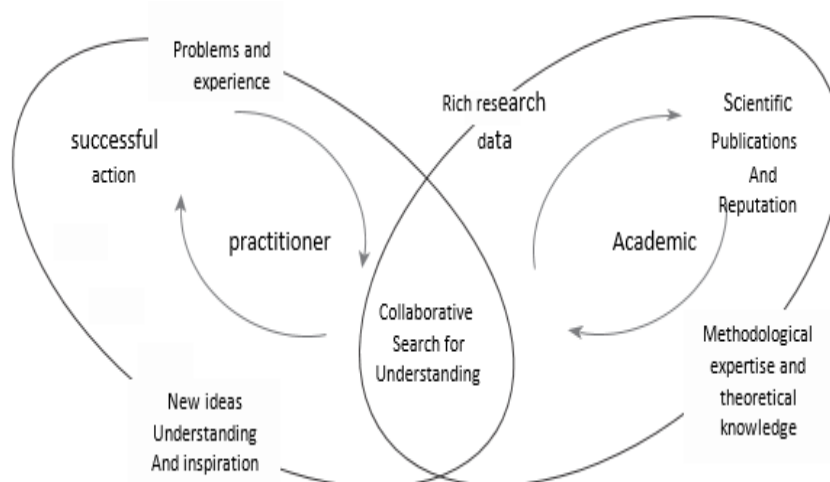 Problems and
experience
successful
action
practitioner
New ideas
Understanding
And inspiration
Collaborative
Search for
Understanding
Rich research
data
Scientific
Publications
And
Reputation
Academic
Methodological
expertise and
theoretical
knowledge